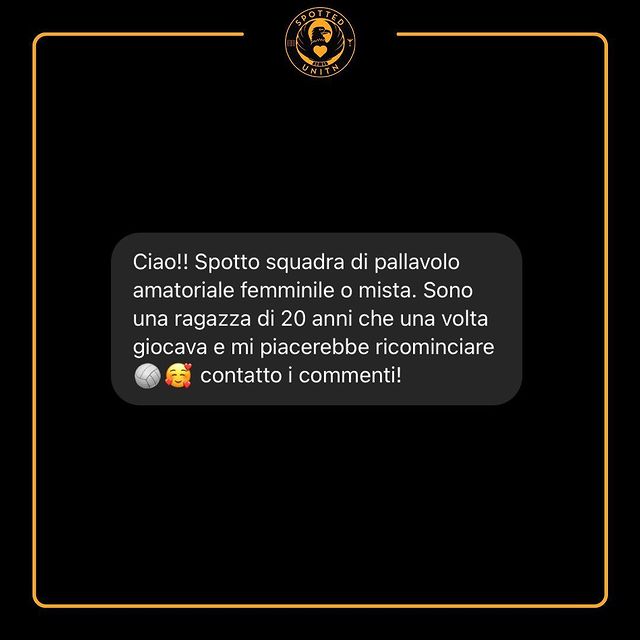 SPOTTED
UNITN
Ciao!! Spotto squadra di pallavolo
amatoriale femminile o mista. Sono
una ragazza di 20 anni che una volta
giocava e mi piacerebbe ricominciare
🏐🥰 contatto i commenti!